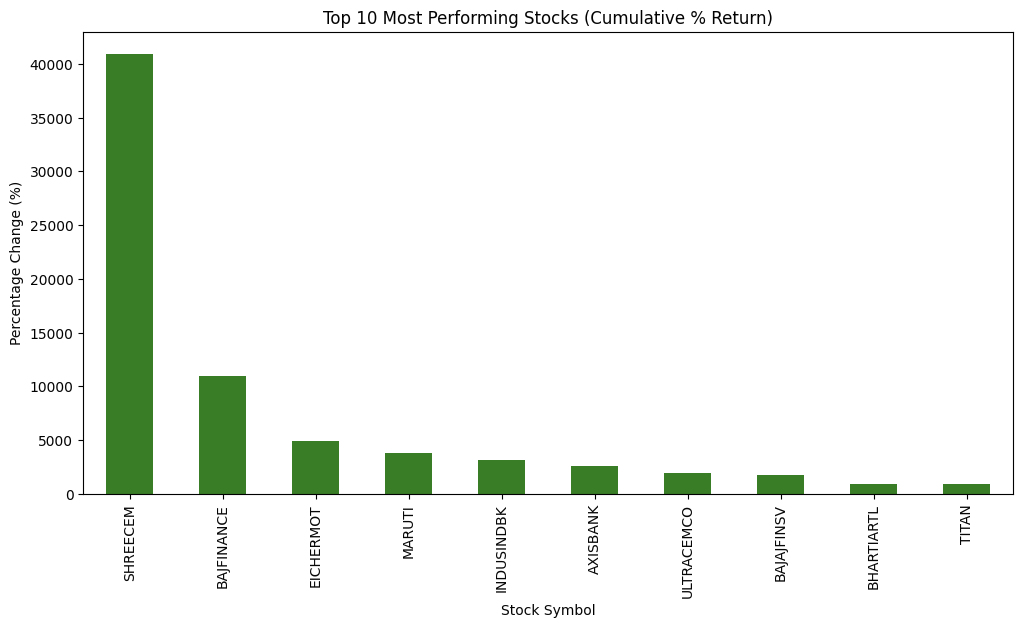 Top 10 Most Performing Stocks (Cumulative % Return)
Percentage Change (%)
40000
35000
30000
25000
20000
15000
10000
5000
0
SHREECEM
BAJFINANCE
EICHERMOT
MARUTI
INDUSINDBK
AXISBANK
ULTRACEMCO
BAJAJFINSV
BHARTIARTL
TITAN
Stock Symbol